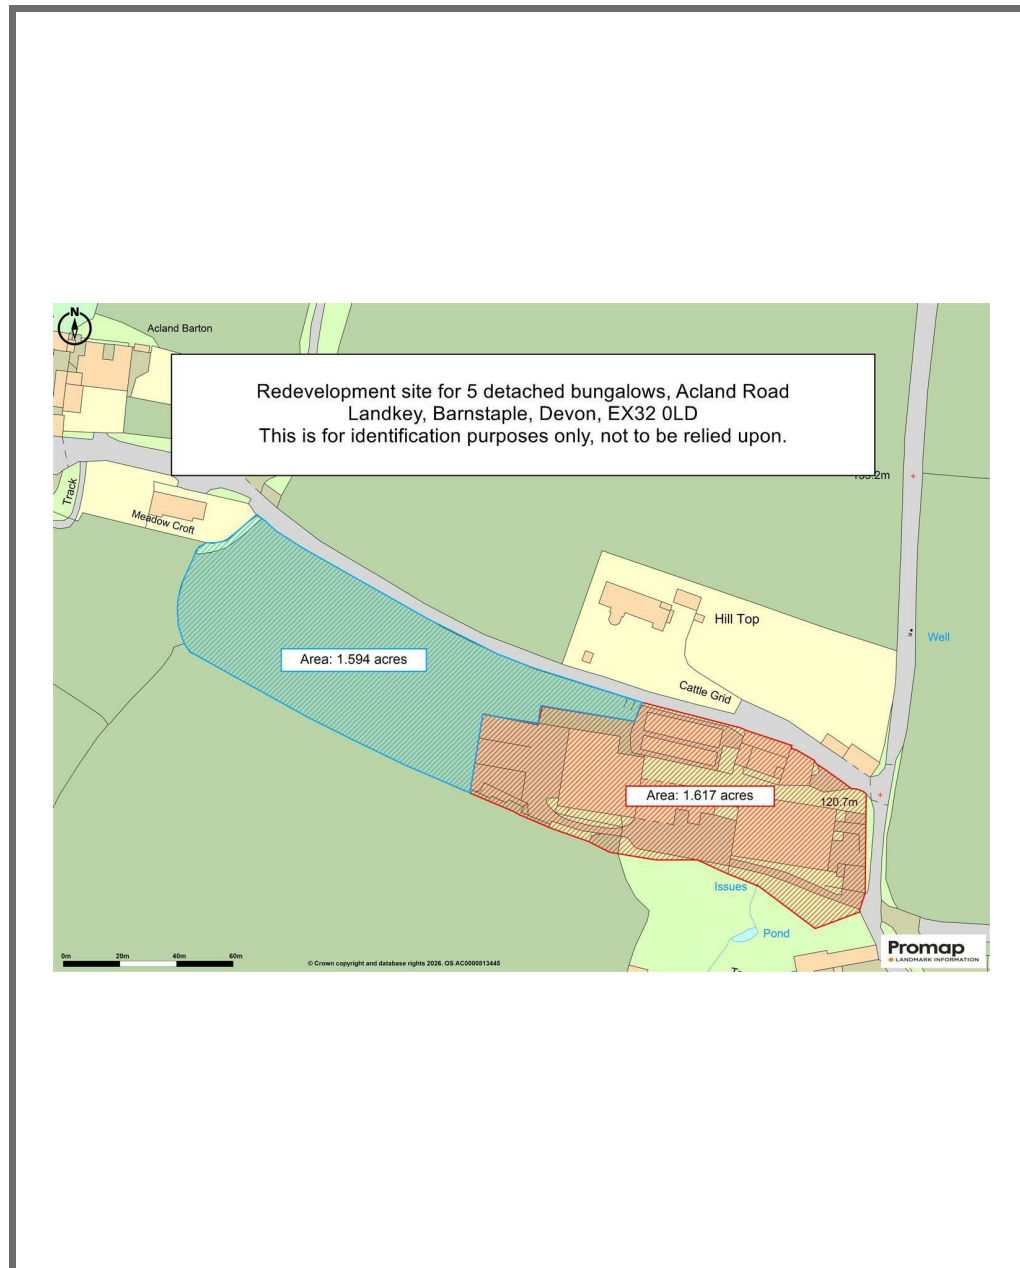 N
Acland Barton
Redevelopment site for 5 detached bungalows, Acland Road
Landkey, Barnstaple, Devon, EX32 0LD
This is for identification purposes only, not to be relied upon.
Track
Meadow Croft
Hill Top
Well
Area: 1.594 acres
Cattle Grid
Area: 1.617 acres
120.7m
Issues
Pond
0m 20m 40m 60m
© Crown copyright and database rights 2026. OS AC0000813445
Promap
LANDMARK INFORMATION